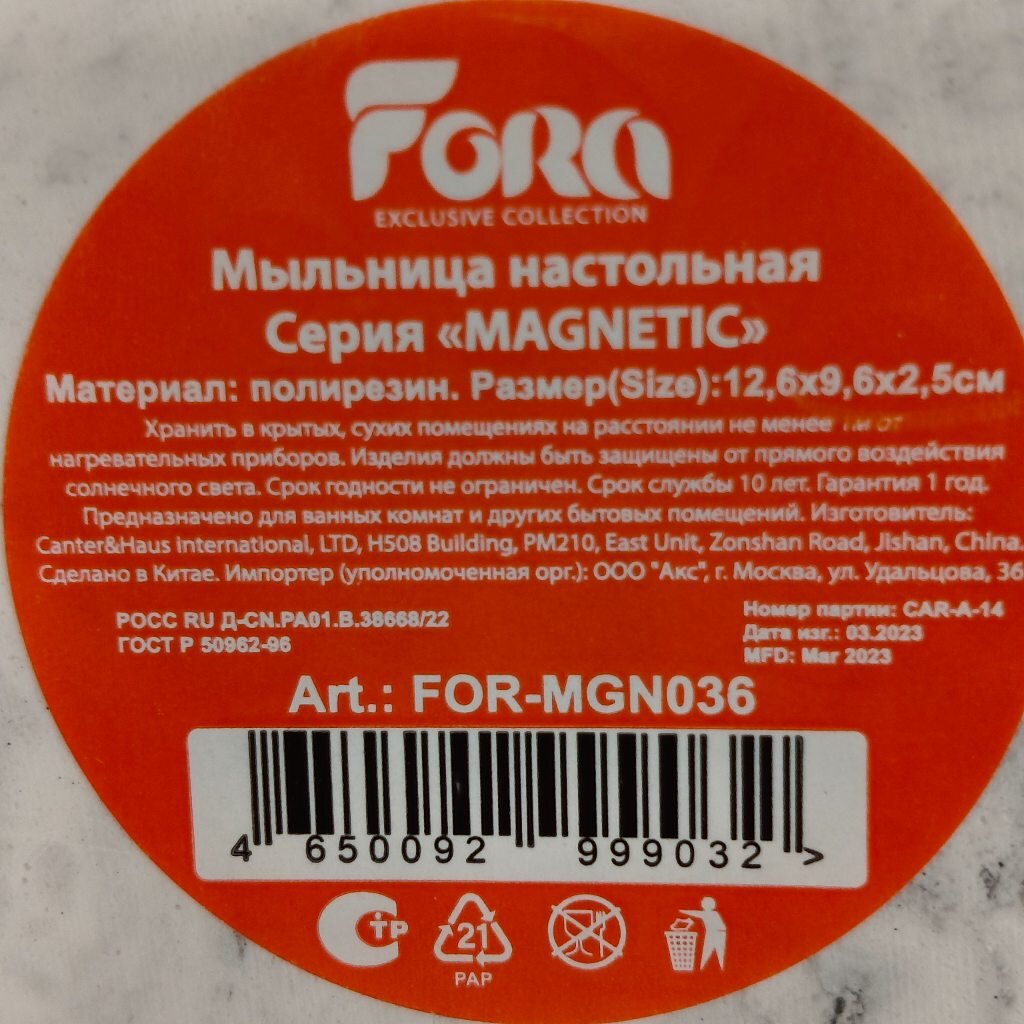 FORA
EXCLUSIVE COLLECTION
Мыльница настольная
Серия «MAGNETIC»
Материал: полирезин. Размер(Size):12,6x9,6x2,5см
Хранить в крытых, сухих помещениях на расстоянии не менее от
нагревательных приборов. Изделия должны быть защищены от прямого воздействия
солнечного света. Срок годности не ограничен. Срок службы 10 лет. Гарантия 1 год.
Предназначено для ванных комнат и других бытовых помещений. Изготовитель:
Canter&Haus international, LTD, H508 Building, PM210, East Unit, Zonshan Road, Jishan, China.
Сделано в Китае. Импортер (уполномоченная орг.): ООО "Акс", г. Москва, ул. Удальцова, 36
РОСС RU Д-CN.РА01.В.38668/22
ГОСТ Р 50962-96
Номер партии: CAR-A-14
Дата изг.: 03.2023
MFD: Mar 2023
Art.: FOR-MGN036
4 650092 999032 >
СТР
21
PAP